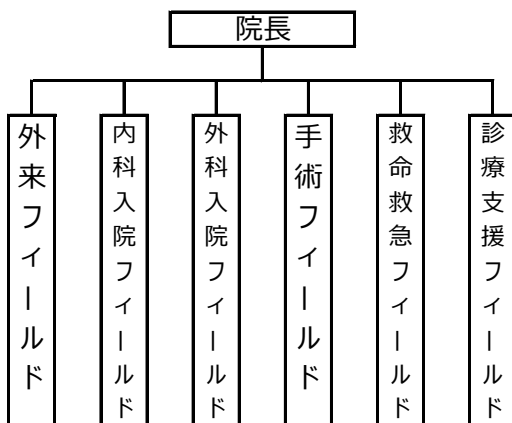 院長
外来フィールド
内科入院フィールド
外科入院フィールド
手術フィールド
救命救急フィールド
診療支援フィールド